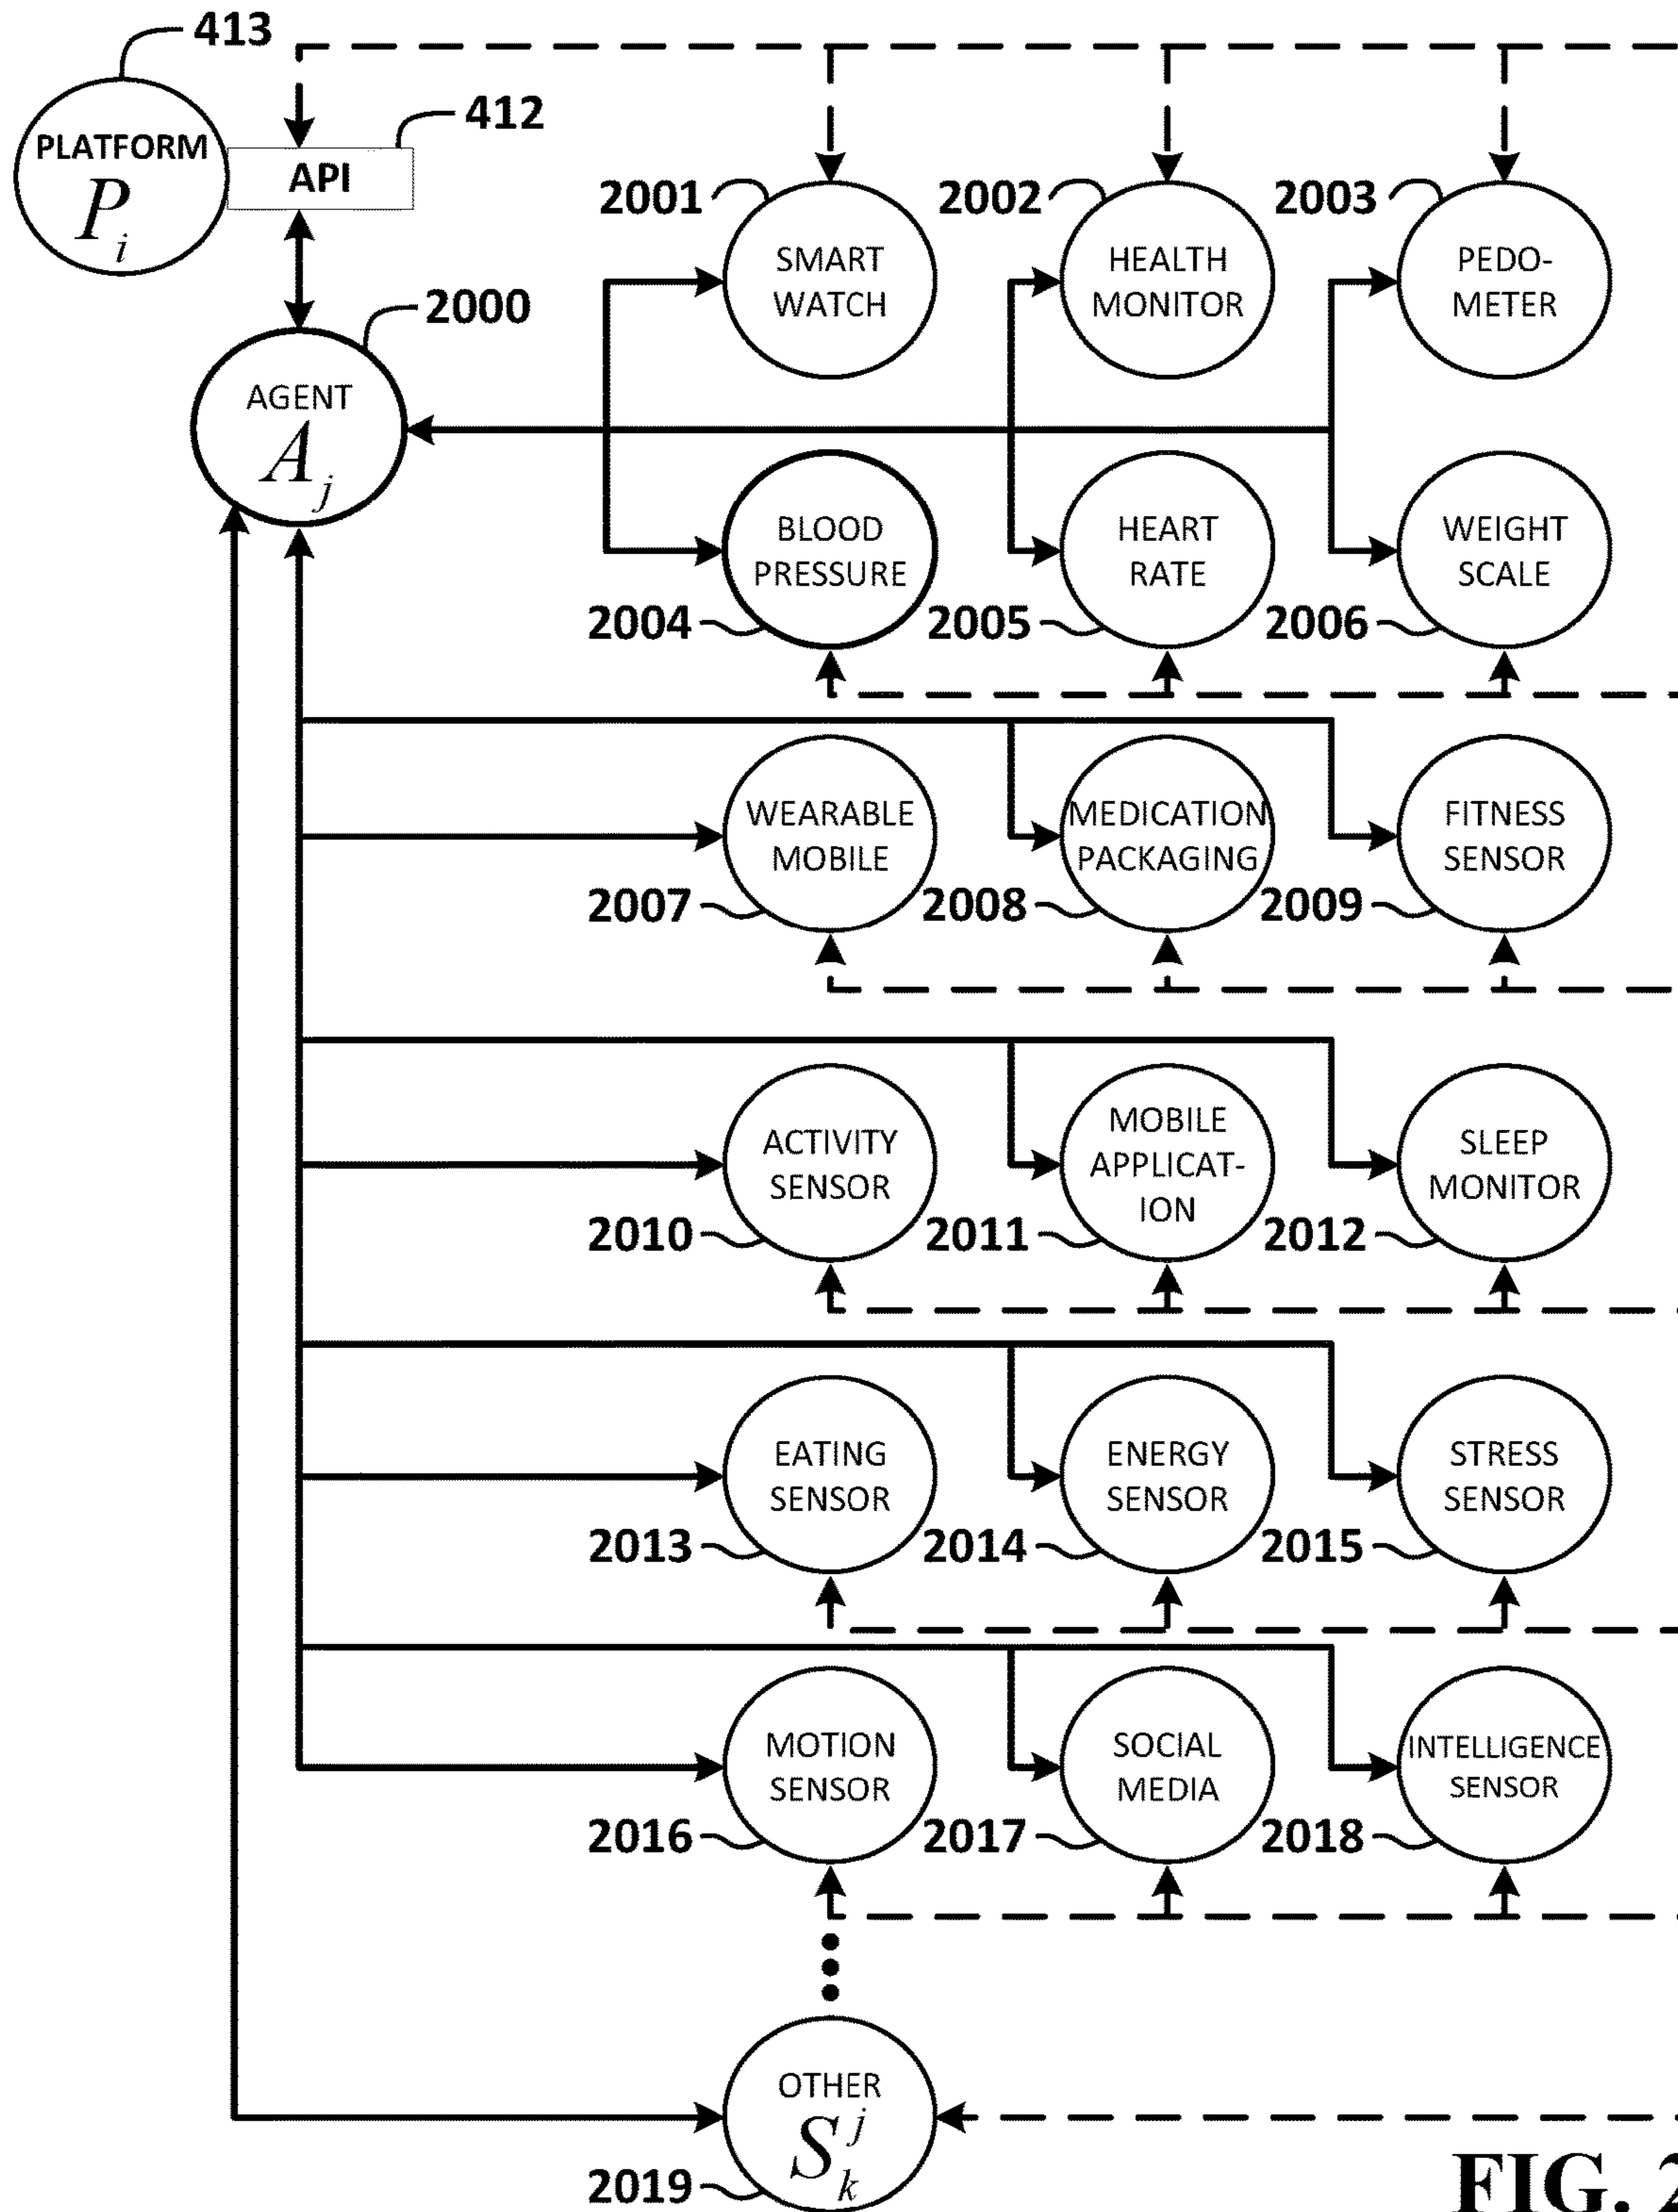 413
412
PLATFORM
P i
API
2001
2002
2003
SMART
WATCH
HEALTH
MONITOR
PEDO-
METER
2000
AGENT
A j
BLOOD
PRESSURE
HEART
RATE
WEIGHT
SCALE
2004
2005
2006
WEARABLE
MOBILE
MEDICATION
PACKAGING
FITNESS
SENSOR
2007
2008
2009
ACTIVITY
SENSOR
MOBILE
APPLICAT-
ION
SLEEP
MONITOR
2010
2011
2012
EATING
SENSOR
ENERGY
SENSOR
STRESS
SENSOR
2013
2014
2015
MOTION
SENSOR
SOCIAL
MEDIA
INTELLIGENCE
SENSOR
2016
2017
2018
OTHER
S j k
2019
FIG. 2